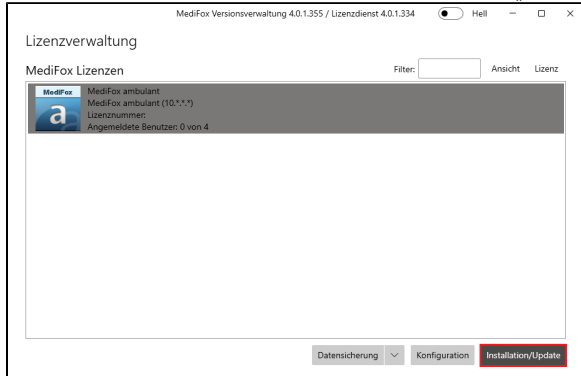 MediFox Versionsverwaltung 4.0.1.355 / Lizenzdienst 4.0.1.334 Hell
Lizenzverwaltung
MediFox Lizenzen Filter: Ansicht Lizenz
MediFox
a
MediFox ambulant
MediFox ambulant (10.*.*.*)
Lizenznummer:
Angemeldete Benutzer: 0 von 4
Datensicherung Konfiguration Installation/Update